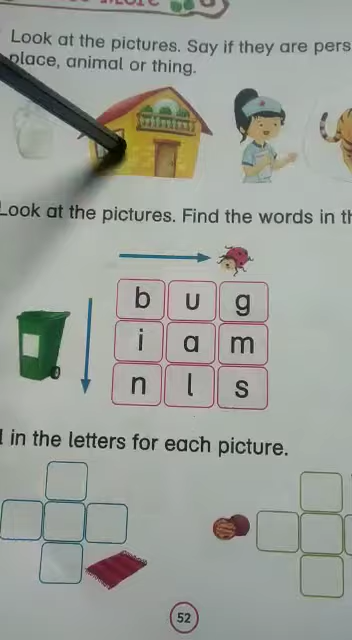 Look at the pictures. Say if they are pers
place, animal or thing.
Look at the pictures. Find the words in th
b u g
i a m
n l s
l in the letters for each picture.
52